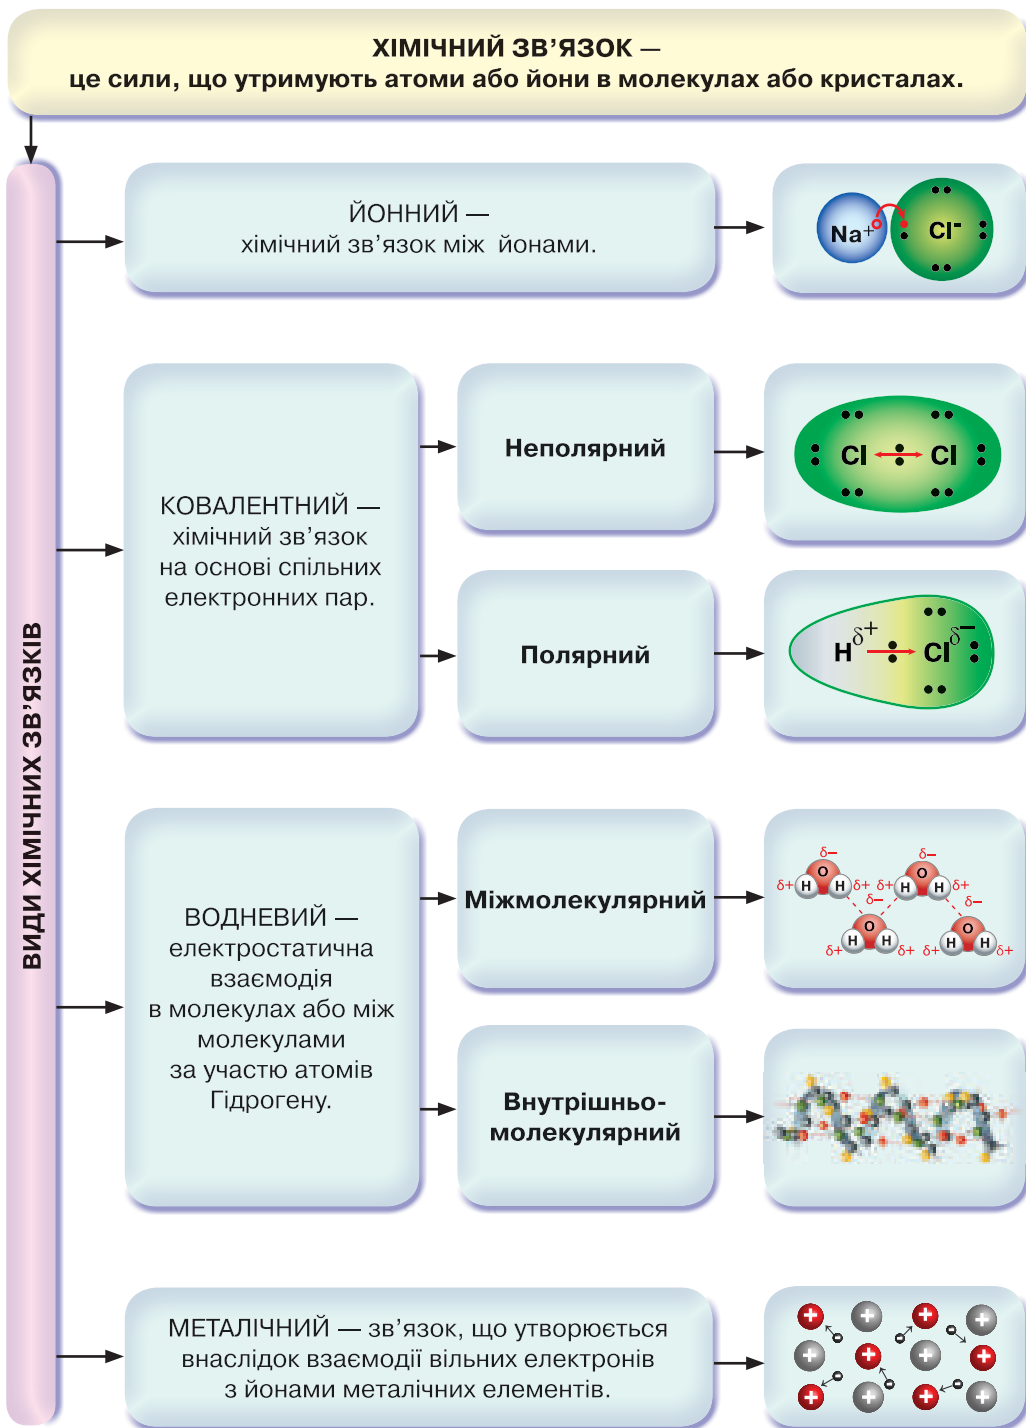 ХІМІЧНИЙ ЗВ’ЯЗОК —
це сили, що утримують атоми або йони в молекулах або кристалах.
ВИДИ ХІМІЧНИХ ЗВ’ЯЗКІВ
ЙОННИЙ —
хімічний зв’язок між йонами.
Na⁺ Cl⁻
КОВАЛЕНТНИЙ —
хімічний зв’язок
на основі спільних
електронних пар.
Неполярний
Cl Cl
Полярний
H δ+ Cl δ−
ВОДНЕВИЙ —
електростатична
взаємодія
в молекулах або між
молекулами
за участю атомів
Гідрогену.
Міжмолекулярний
δ− δ−
O O
δ+ H H δ+ δ+ H H δ+
δ− δ−
O O
H H H H
δ+ δ+ δ+ δ+
Внутрішньо-
молекулярний
МЕТАЛІЧНИЙ — зв’язок, що утворюється
внаслідок взаємодії вільних електронів
з йонами металічних елементів.
+ + + +
+ + + +
+ + + +